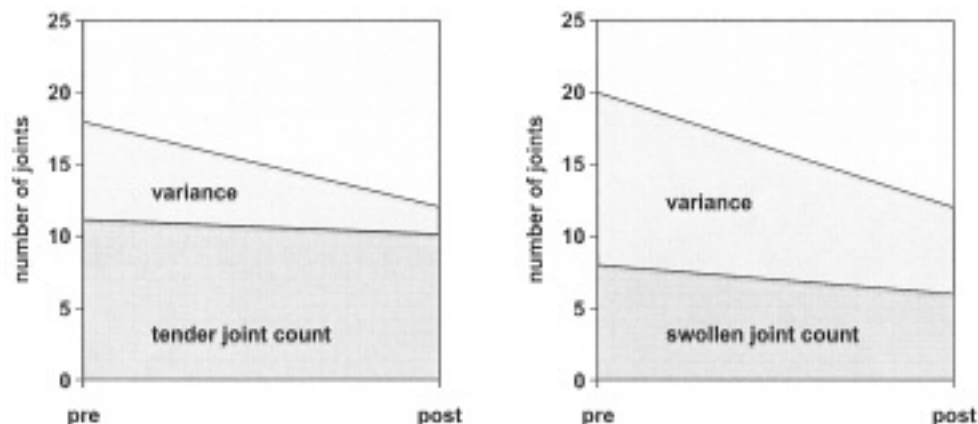 number of joints
25
20
15
10
5
0
variance
tender joint count
pre
post
number of joints
25
20
15
10
5
0
variance
swollen joint count
pre
post